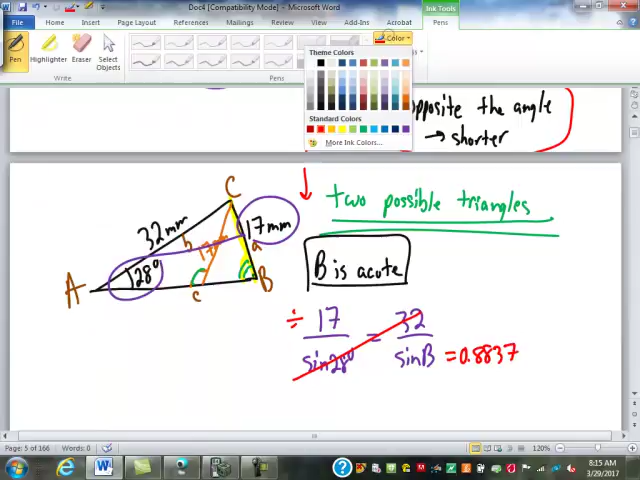 Doc4 [Compatibility Mode] - Microsoft Word
Ink Tools
File Home Insert Page Layout References Mailings Review View Add-Ins Acrobat Pens
Pen Highlighter Eraser Select Objects
Color
Write
Pens
Theme Colors
Standard Colors
More Ink Colors...
opposite the angle
→ shorter
two possible triangles
C
32mm
b
17mm
17mm
a
28°
A
c
B
B is acute
÷ 17 = 32
sin28° sinB = 0.8837
Page: 5 of 166
120%
8:15 AM
3/29/2017